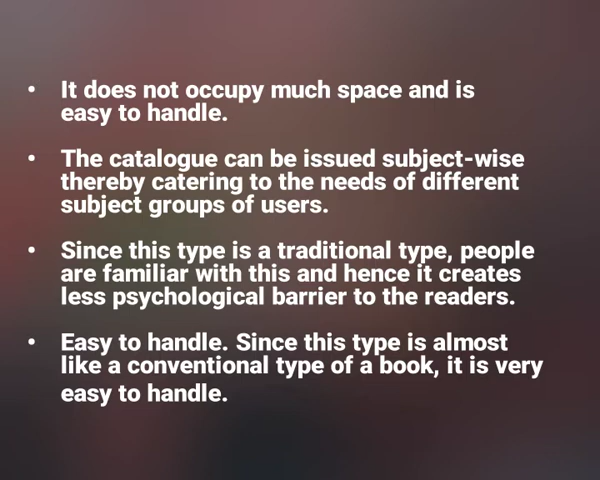 • It does not occupy much space and is
easy to handle.
• The catalogue can be issued subject-wise
thereby catering to the needs of different
subject groups of users.
• Since this type is a traditional type, people
are familiar with this and hence it creates
less psychological barrier to the readers.
• Easy to handle. Since this type is almost
like a conventional type of a book, it is very
easy to handle.